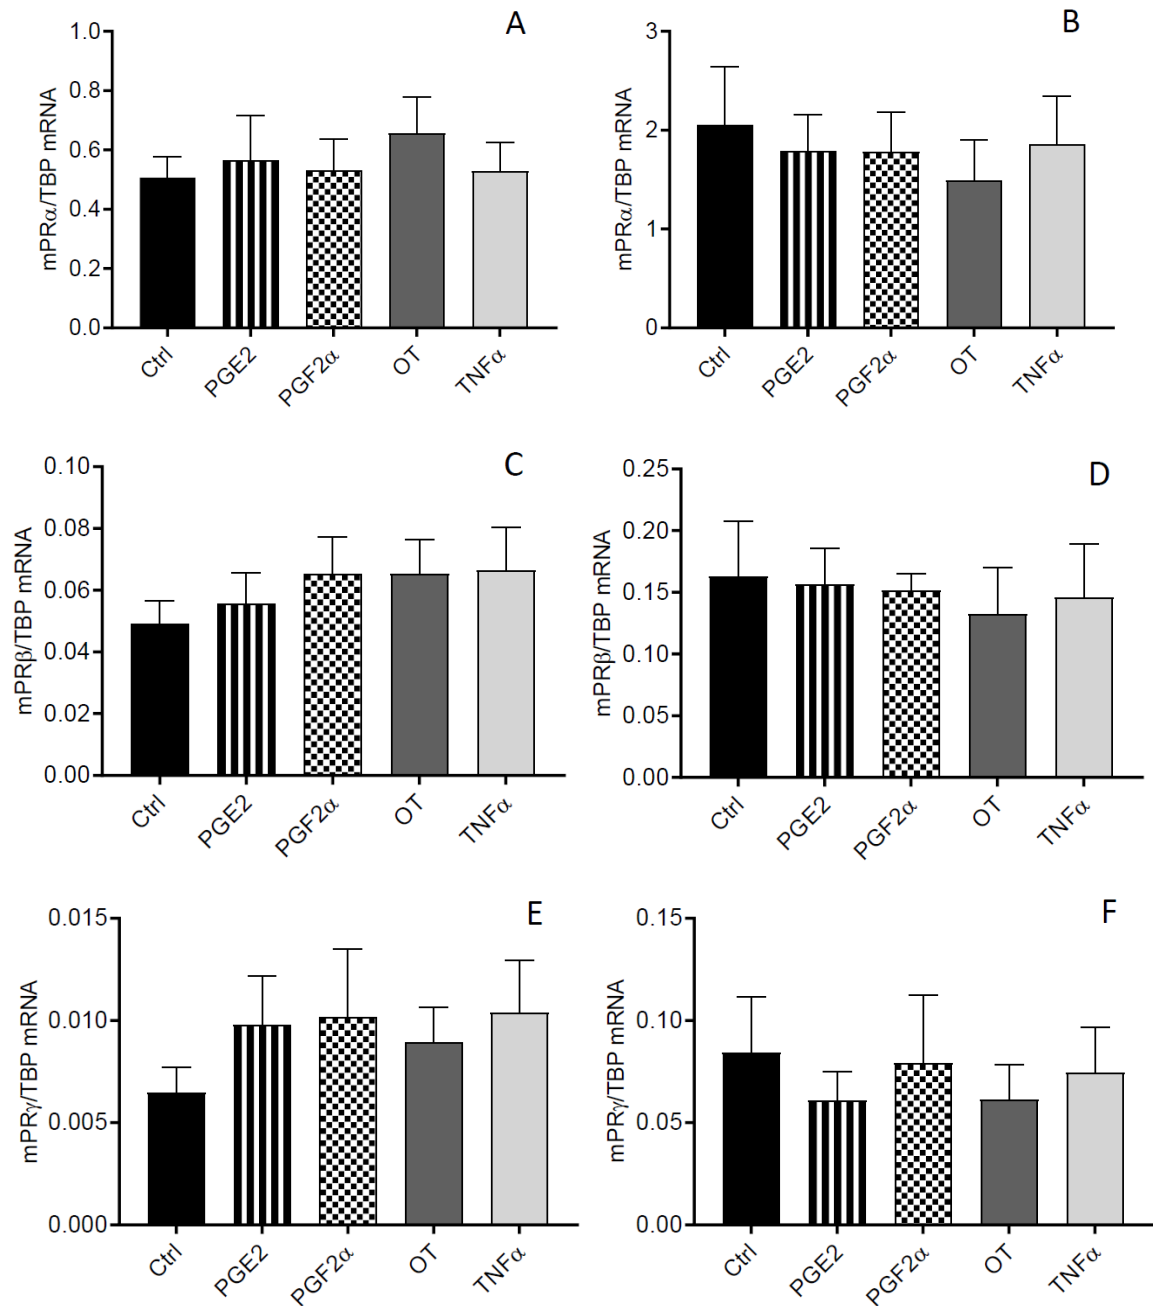 A
mPRα/TBP mRNA
1.0
0.8
0.6
0.4
0.2
0.0
Ctrl
PGE2
PGF2α
OT
TNFα
B
mPRα/TBP mRNA
3
2
1
0
Ctrl
PGE2
PGF2α
OT
TNFα
C
mPRβ/TBP mRNA
0.10
0.08
0.06
0.04
0.02
0.00
Ctrl
PGE2
PGF2α
OT
TNFα
D
mPRβ/TBP mRNA
0.25
0.20
0.15
0.10
0.05
0.00
Ctrl
PGE2
PGF2α
OT
TNFα
E
mPRγ/TBP mRNA
0.015
0.010
0.005
0.000
Ctrl
PGE2
PGF2α
OT
TNFα
F
mPRγ/TBP mRNA
0.15
0.10
0.05
0.00
Ctrl
PGE2
PGF2α
OT
TNFα